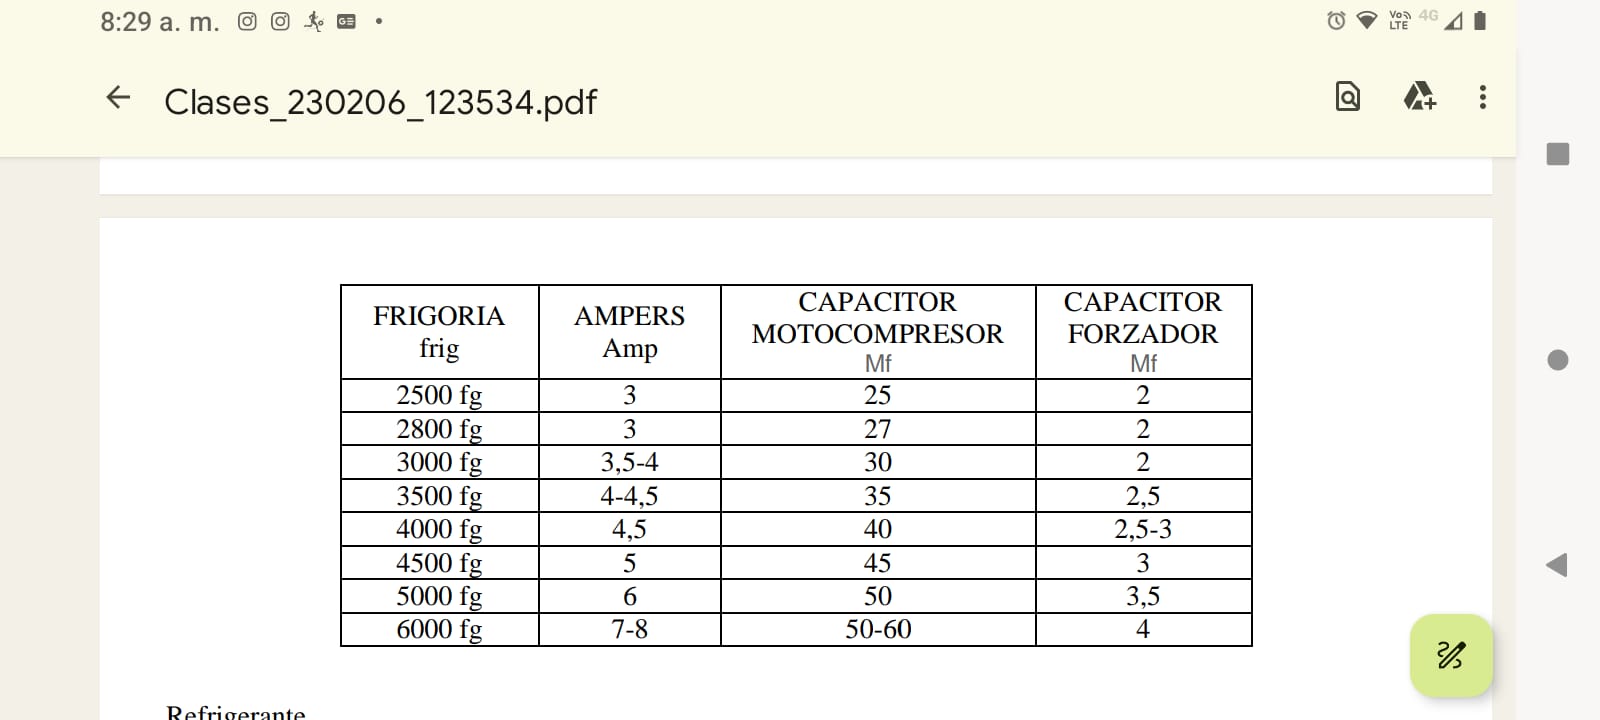 8:29 a. m.
Vo LTE 4G
Clases_230206_123534.pdf
FRIGORIA frig | AMPERS Amp | CAPACITOR MOTOCOMPRESOR Mf | CAPACITOR FORZADOR Mf
2500 fg | 3 | 25 | 2
2800 fg | 3 | 27 | 2
3000 fg | 3,5-4 | 30 | 2
3500 fg | 4-4,5 | 35 | 2,5
4000 fg | 4,5 | 40 | 2,5-3
4500 fg | 5 | 45 | 3
5000 fg | 6 | 50 | 3,5
6000 fg | 7-8 | 50-60 | 4
Refrigerante